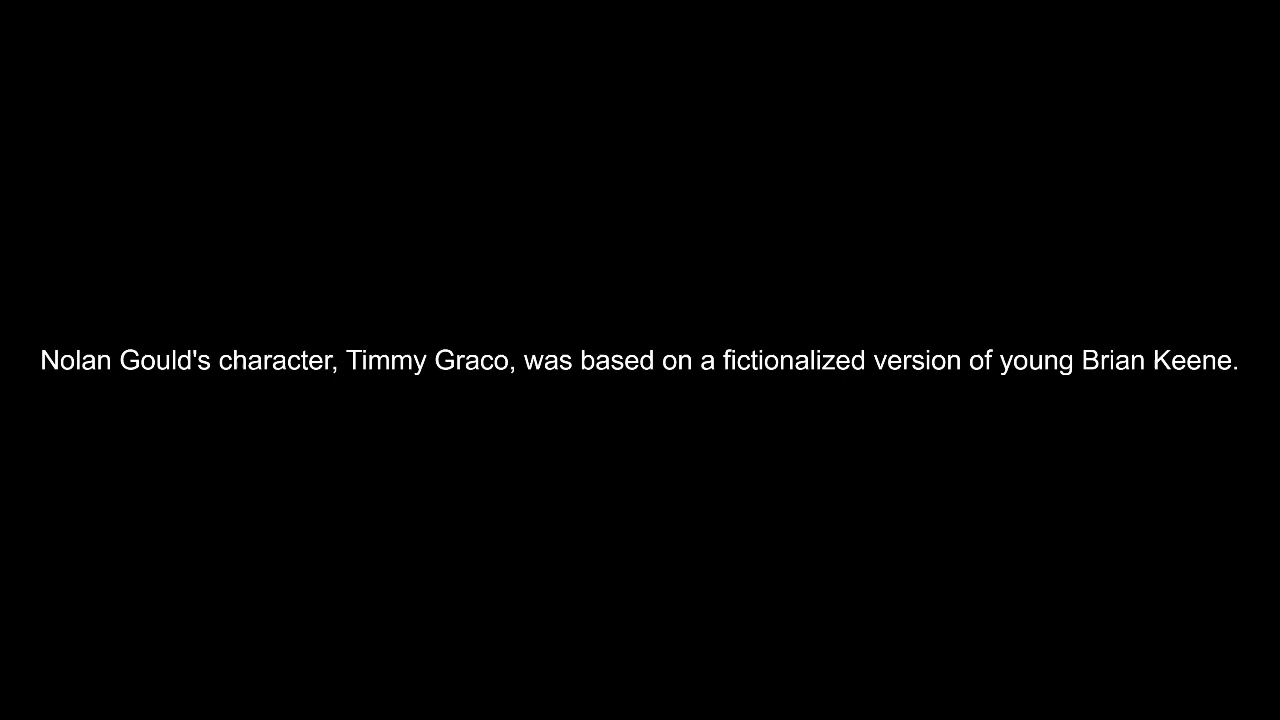 Nolan Gould's character, Timmy Graco, was based on a fictionalized version of young Brian Keene.